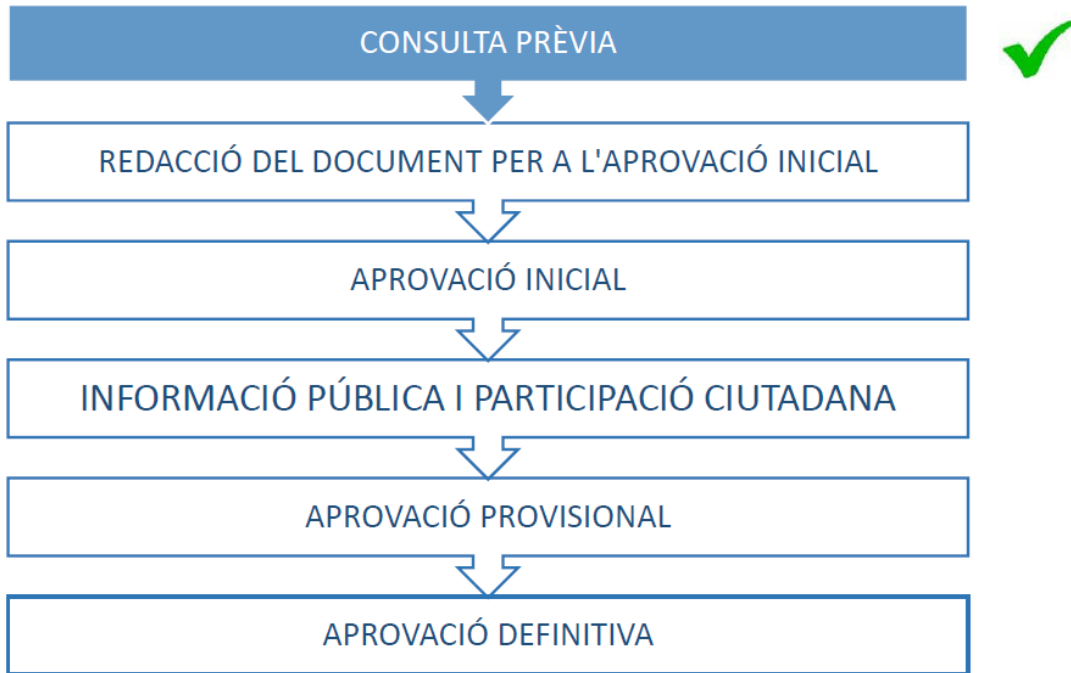 CONSULTA PRÈVIA
REDACCIÓ DEL DOCUMENT PER A L'APROVACIÓ INICIAL
APROVACIÓ INICIAL
INFORMACIÓ PÚBLICA I PARTICIPACIÓ CIUTADANA
APROVACIÓ PROVISIONAL
APROVACIÓ DEFINITIVA